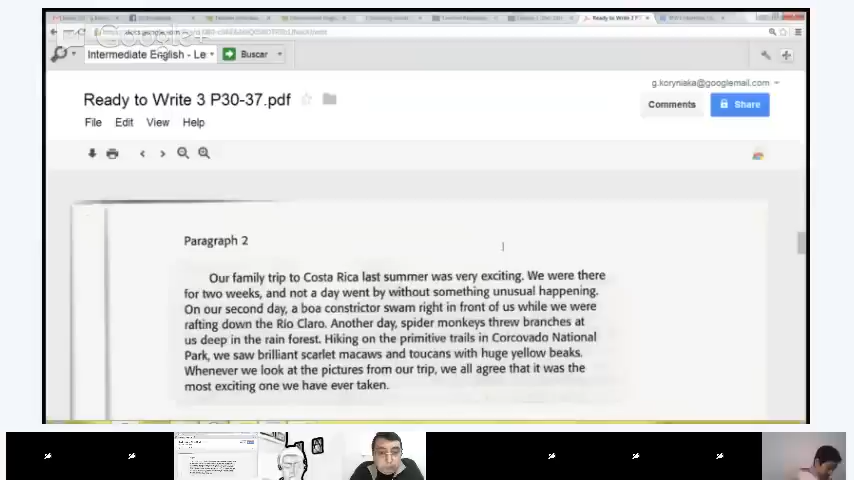 Google+
Intermediate English - Le
Buscar
g.koryniaka@googlemail.com
Ready to Write 3 P30-37.pdf
Comments
Share
File Edit View Help
Paragraph 2
Our family trip to Costa Rica last summer was very exciting. We were there
for two weeks, and not a day went by without something unusual happening.
On our second day, a boa constrictor swam right in front of us while we were
rafting down the Rio Claro. Another day, spider monkeys threw branches at
us deep in the rain forest. Hiking on the primitive trails in Corcovado National
Park, we saw brilliant scarlet macaws and toucans with huge yellow beaks.
Whenever we look at the pictures from our trip, we all agree that it was the
most exciting one we have ever taken.